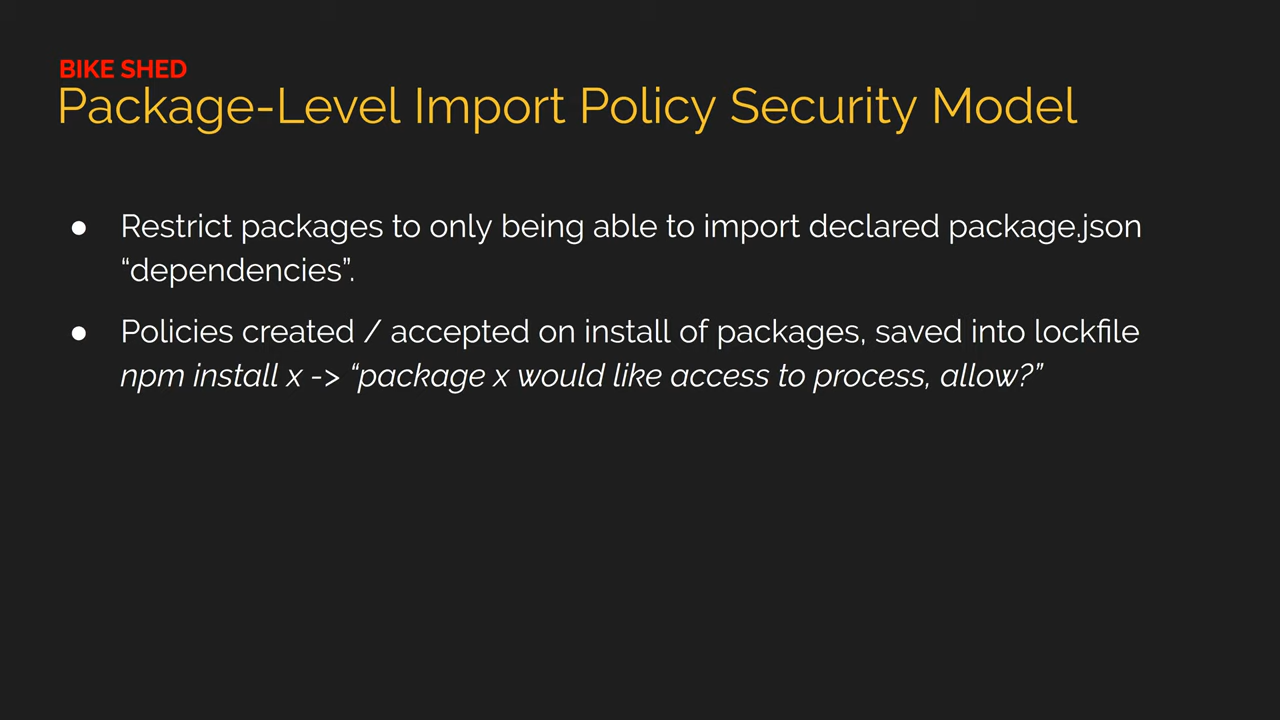 BIKE SHED
Package-Level Import Policy Security Model
● Restrict packages to only being able to import declared package.json
“dependencies”.
● Policies created / accepted on install of packages, saved into lockfile
npm install x -> “package x would like access to process, allow?”